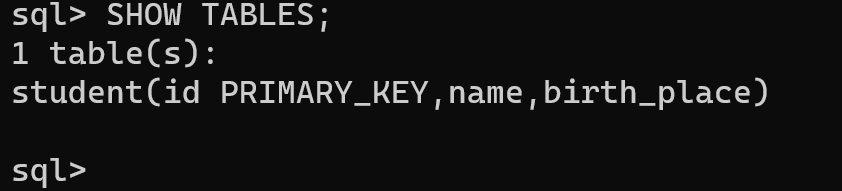 sql> SHOW TABLES;
1 table(s):
student(id PRIMARY_KEY,name,birth_place)
sql>